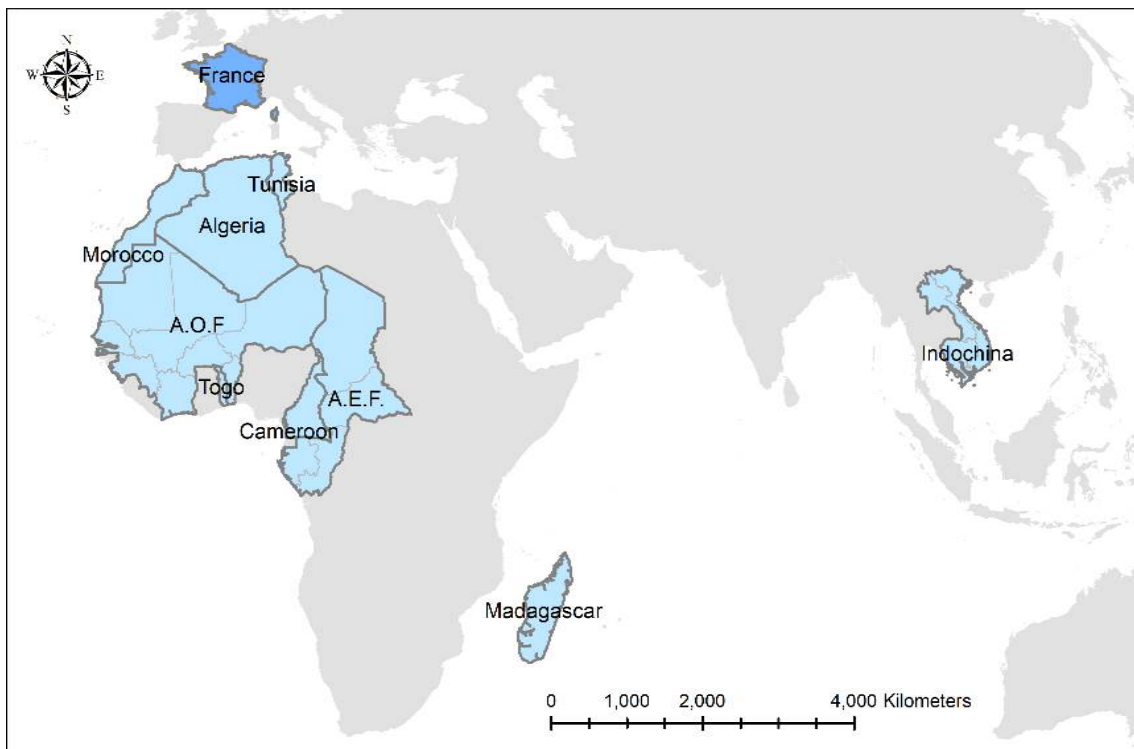 N
W E
S
France
Tunisia
Algeria
Morocco
A.O.F
Indochina
Togo
A.E.F.
Cameroon
Madagascar
0 1,000 2,000 4,000 Kilometers